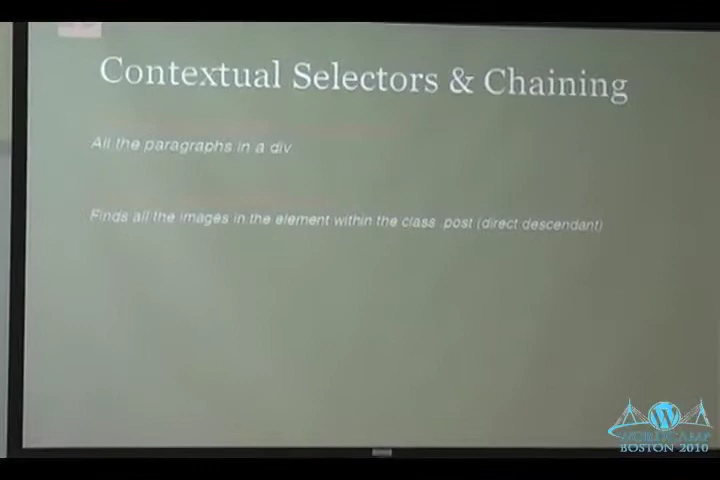 Contextual Selectors & Chaining
All the paragraphs in a div
Finds all the images in the element within the class .post (direct descendant)
WORDCAMP
BOSTON 2010